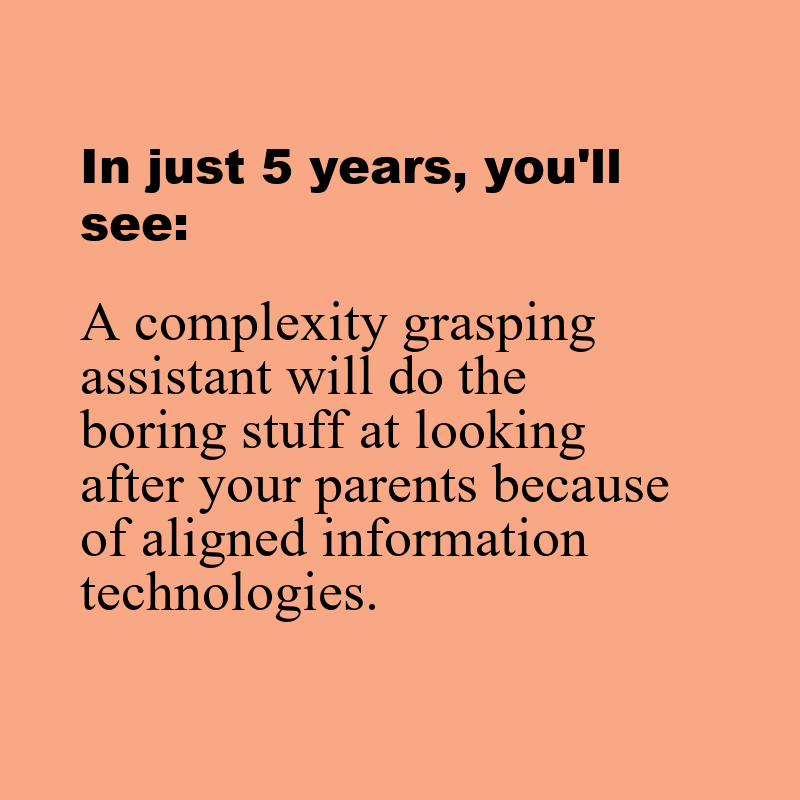 In just 5 years, you'll
see:
A complexity grasping
assistant will do the
boring stuff at looking
after your parents because
of aligned information
technologies.